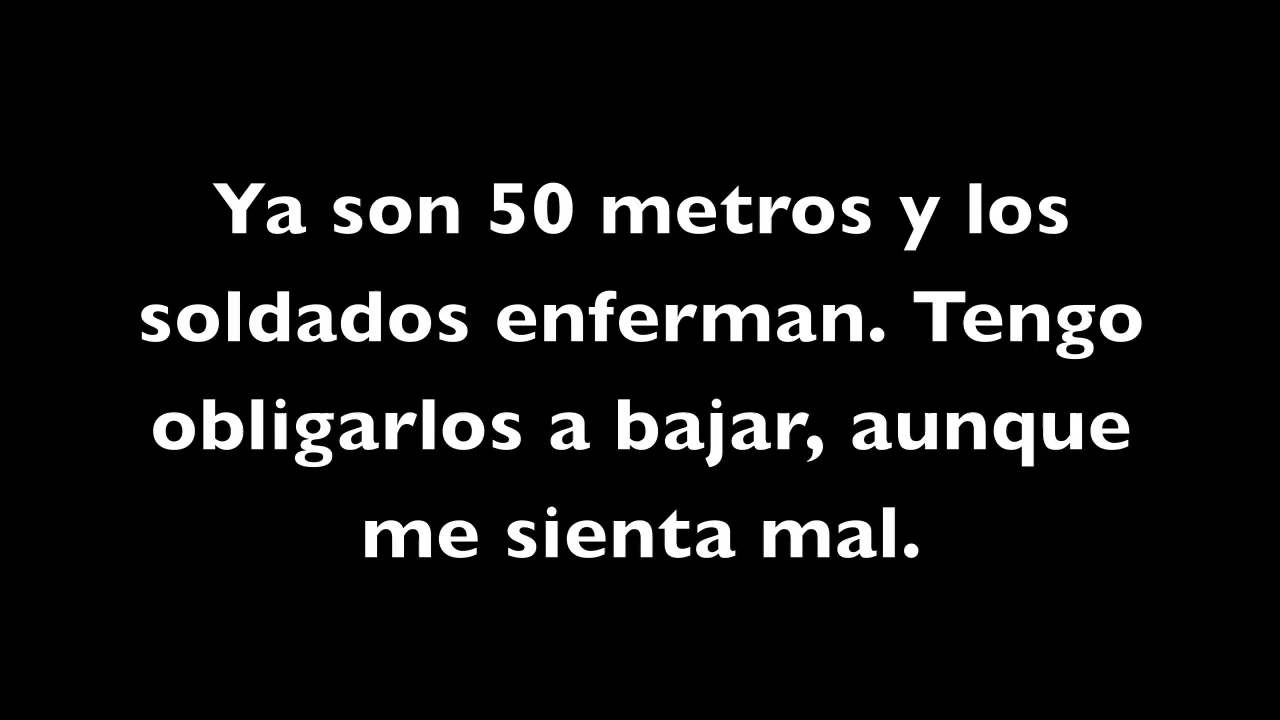 Ya son 50 metros y los
soldados enferman. Tengo
obligarlos a bajar, aunque
me sienta mal.